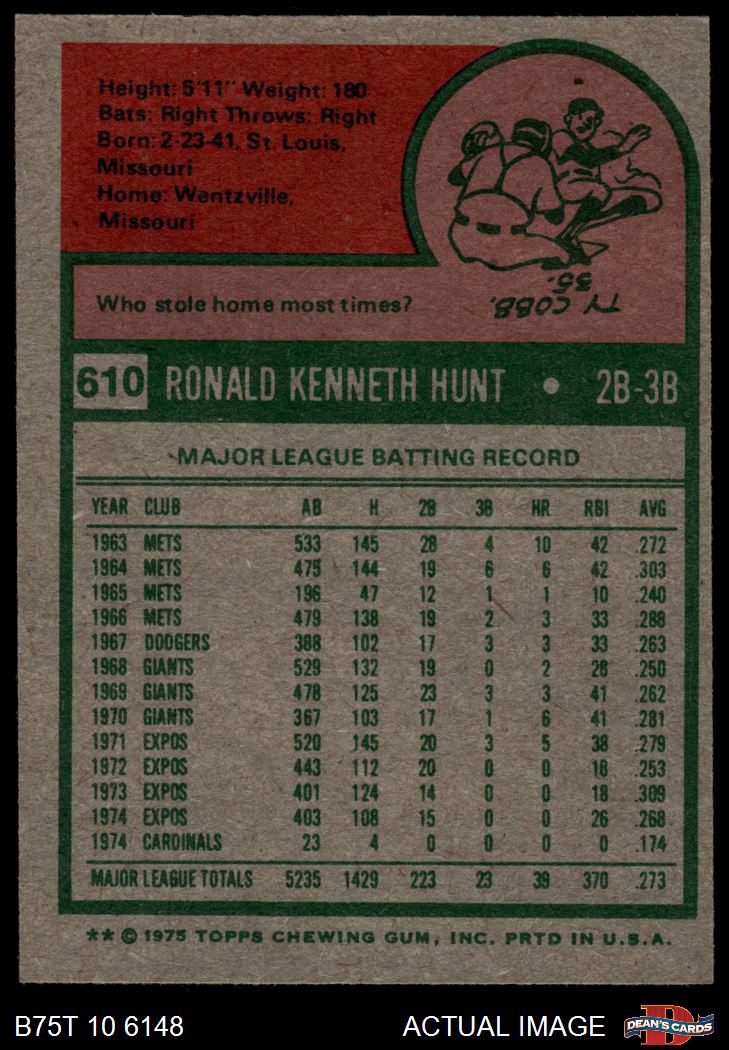 Height: 5'11" Weight: 180
Bats: Right Throws: Right
Born: 2-23-41, St. Louis,
Missouri
Home: Wentzville,
Missouri
Who stole home most times?
TY COBB,
35.
610 RONALD KENNETH HUNT • 2B-3B
MAJOR LEAGUE BATTING RECORD
YEAR CLUB AB H 2B 3B HR RBI AVG
1963 METS 533 145 28 4 10 42 .272
1964 METS 475 144 19 6 6 42 .303
1965 METS 196 47 12 1 1 10 .240
1966 METS 479 138 19 2 3 33 .288
1967 DODGERS 388 102 17 3 3 33 .263
1968 GIANTS 529 132 19 0 2 28 .250
1969 GIANTS 478 125 23 3 3 41 .262
1970 GIANTS 367 103 17 1 6 41 .281
1971 EXPOS 520 145 20 3 5 38 .279
1972 EXPOS 443 112 20 0 0 18 .253
1973 EXPOS 401 124 14 0 0 18 .309
1974 EXPOS 403 108 15 0 0 26 .268
1974 CARDINALS 23 4 0 0 0 0 .174
MAJOR LEAGUE TOTALS 5235 1429 223 23 39 370 .273
** © 1975 TOPPS CHEWING GUM, INC. PRTD IN U.S.A.
B75T 10 6148 ACTUAL IMAGE DEAN'S CARDS